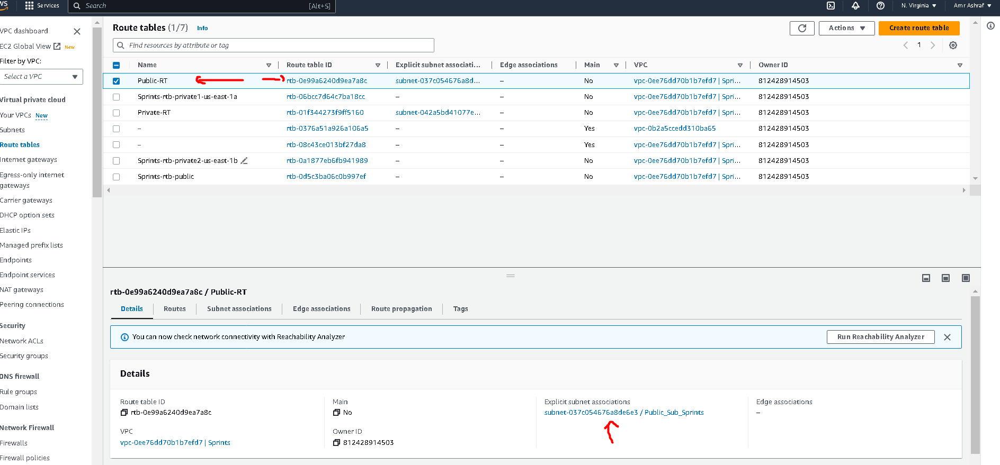 Services
Search
[Alt+S]
N. Virginia
Amr Ashraf
VPC dashboard
EC2 Global View New
Filter by VPC:
Select a VPC
Virtual private cloud
Your VPCs New
Subnets
Route tables
Internet gateways
Egress-only internet
gateways
Carrier gateways
DHCP option sets
Elastic IPs
Managed prefix lists
Endpoints
Endpoint services
NAT gateways
Peering connections
Security
Network ACLs
Security groups
DNS firewall
Rule groups
Domain lists
Network Firewall
Firewalls
Firewall policies
Route tables (1/7) Info
Actions
Create route table
Find resources by attribute or tag
1
Name Route table ID Explicit subnet associati... Edge associations Main VPC Owner ID
Public-RT rtb-0e99a6240d9ea7a8c subnet-037c054676a8d... – No vpc-0ee76dd70b1b7efd7 | Spri... 812428914503
Sprints-rtb-private1-us-east-1a rtb-06bcc7d64c7ba18cc – – No vpc-0ee76dd70b1b7efd7 | Spri... 812428914503
Private-RT rtb-01f344273f9ff5160 subnet-042a5bd41077e... – No vpc-0ee76dd70b1b7efd7 | Spri... 812428914503
– rtb-0376a51a926a106a5 – – Yes vpc-0b2a5ccedd310ba65 812428914503
– rtb-08c43ce013bf27da8 – – Yes vpc-0ee76dd70b1b7efd7 | Spri... 812428914503
Sprints-rtb-private2-us-east-1b rtb-0a1877eb6fb941989 – – No vpc-0ee76dd70b1b7efd7 | Spri... 812428914503
Sprints-rtb-public rtb-0d5c3ba06c0b997ef – – No vpc-0ee76dd70b1b7efd7 | Spri... 812428914503
rtb-0e99a6240d9ea7a8c / Public-RT
Details Routes Subnet associations Edge associations Route propagation Tags
You can now check network connectivity with Reachability Analyzer
Run Reachability Analyzer
Details
Route table ID
rtb-0e99a6240d9ea7a8c
Main
No
Explicit subnet associations
subnet-037c054676a8de6e3 / Public_Sub_Sprints
Edge associations
–
VPC
vpc-0ee76dd70b1b7efd7 | Sprints
Owner ID
812428914503